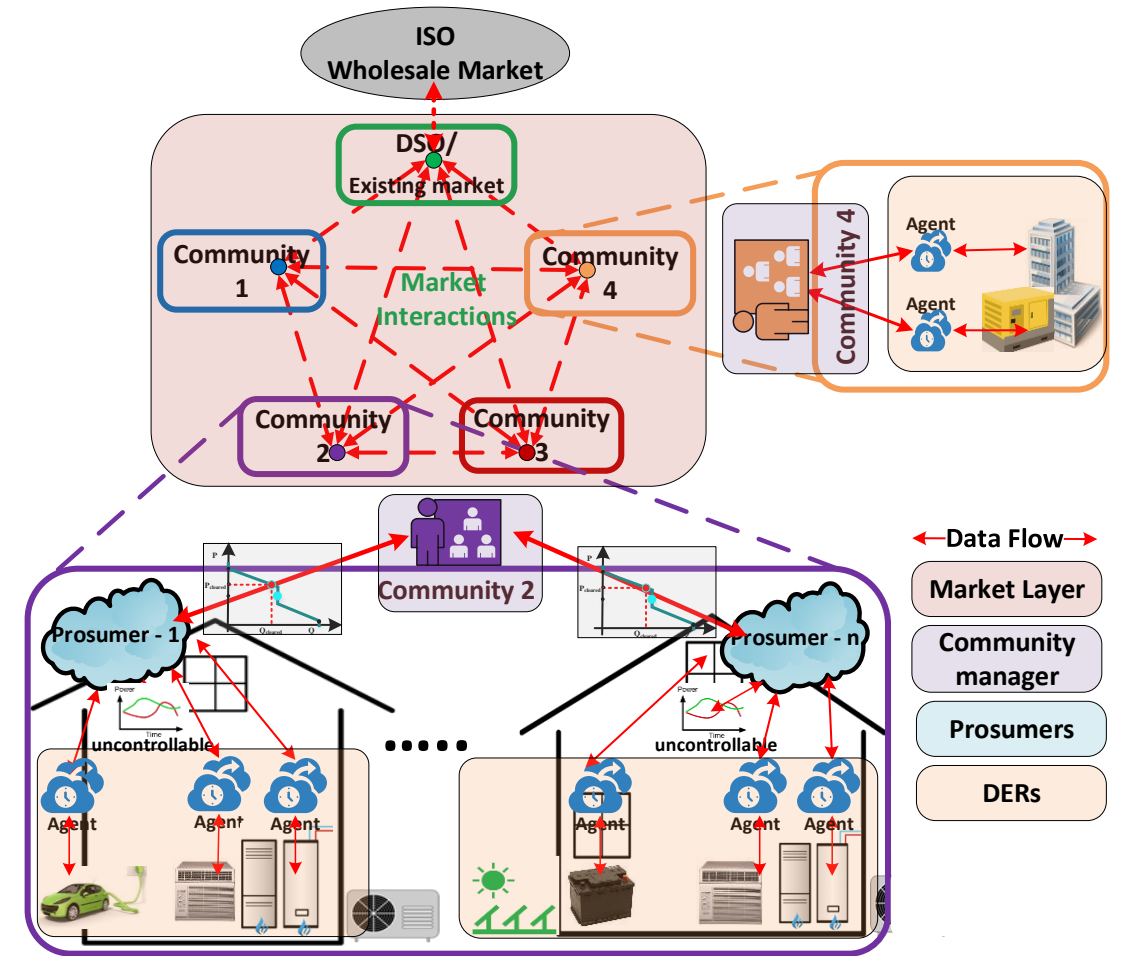 ISO
Wholesale Market
DSO/
Existing market
Community
1
Community
4
Market
Interactions
Community
2
Community
3
Community 4
Agent
Agent
Community 2
P
Pcleared
Qcleared
Q
P
Pcleared
Qcleared
Prosumer - 1
Prosumer - n
Power
Time
uncontrollable
Power
Time
uncontrollable
Agent
Agent
Agent
Agent
Agent
Agent
Data Flow
Market Layer
Community
manager
Prosumers
DERs